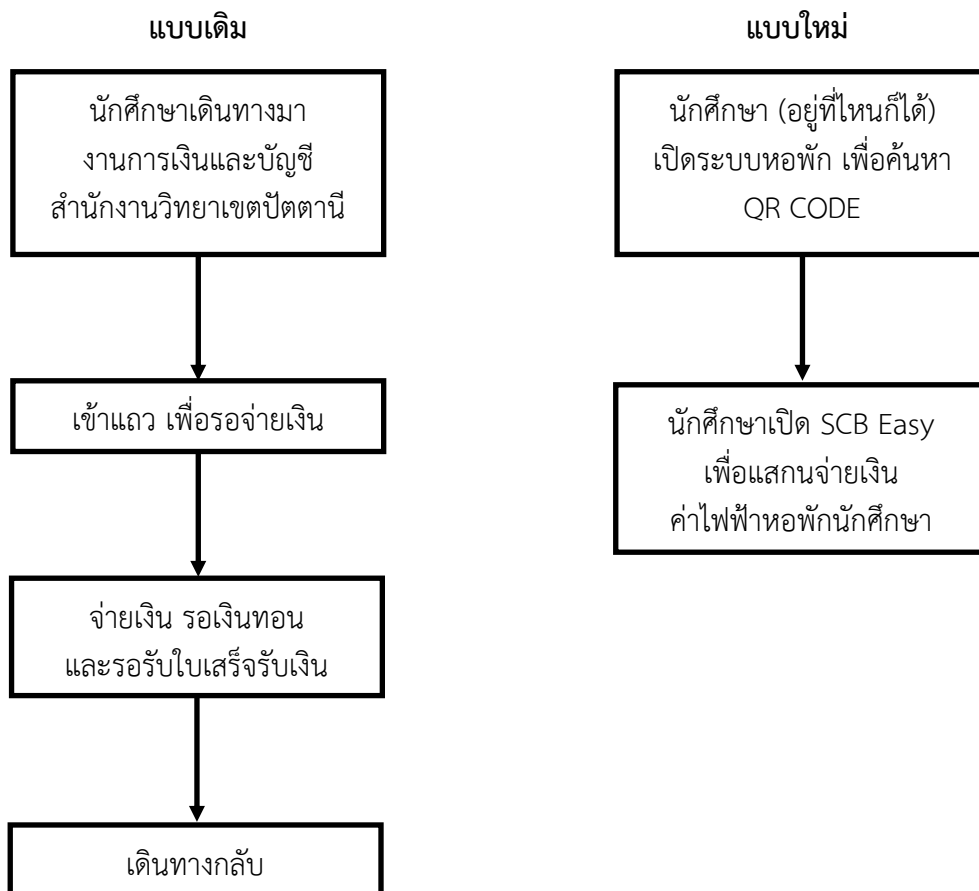 แบบเดิม
นักศึกษาเดินทางมา
งานการเงินและบัญชี
สำนักงานวิทยาเขตปัตตานี
เข้าแถว เพื่อรอจ่ายเงิน
จ่ายเงิน รอเงินทอน
และรอรับใบเสร็จรับเงิน
เดินทางกลับ
แบบใหม่
นักศึกษา (อยู่ที่ไหนก็ได้)
เปิดระบบหอพัก เพื่อค้นหา
QR CODE
นักศึกษาเปิด SCB Easy
เพื่อแสกนจ่ายเงิน
ค่าไฟฟ้าหอพักนักศึกษา